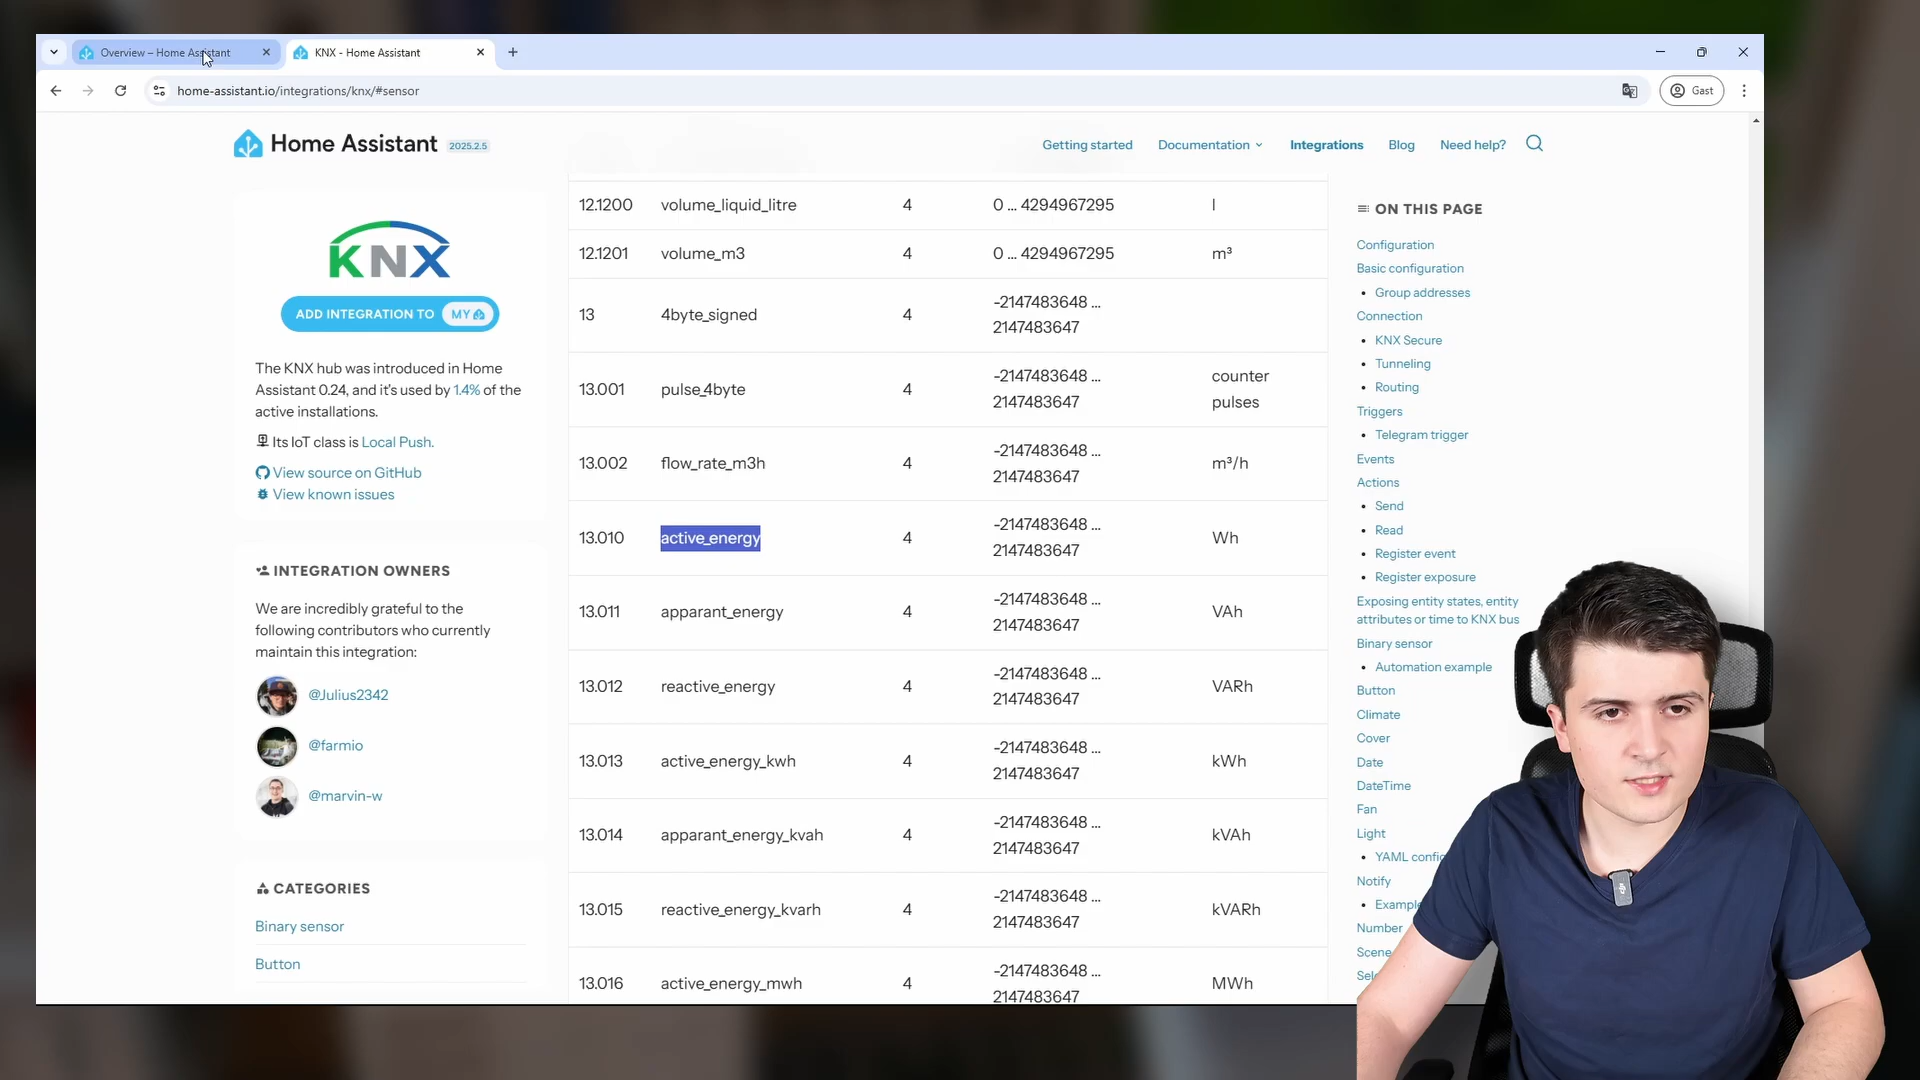 Overview – Home Assistant
KNX - Home Assistant
home-assistant.io/integrations/knx/#sensor
Gast
Home Assistant 2025.2.5
Getting started
Documentation
Integrations
Blog
Need help?
KNX
ADD INTEGRATION TO MY
The KNX hub was introduced in Home
Assistant 0.24, and it's used by 1.4% of the
active installations.
Its IoT class is Local Push.
View source on GitHub
View known issues
INTEGRATION OWNERS
We are incredibly grateful to the
following contributors who currently
maintain this integration:
@Julius2342
@farmio
@marvin-w
CATEGORIES
Binary sensor
Button
12.1200 volume_liquid_litre 4 0 ... 4294967295 l
12.1201 volume_m3 4 0 ... 4294967295 m³
13 4byte_signed 4 -2147483648 ...
2147483647
13.001 pulse_4byte 4 -2147483648 ... counter
2147483647 pulses
13.002 flow_rate_m3h 4 -2147483648 ... m³/h
2147483647
13.010 active_energy 4 -2147483648 ... Wh
2147483647
13.011 apparant_energy 4 -2147483648 ... VAh
2147483647
13.012 reactive_energy 4 -2147483648 ... VARh
2147483647
13.013 active_energy_kwh 4 -2147483648 ... kWh
2147483647
13.014 apparant_energy_kvah 4 -2147483648 ... kVAh
2147483647
13.015 reactive_energy_kvarh 4 -2147483648 ... kVARh
2147483647
13.016 active_energy_mwh 4 -2147483648 ... MWh
2147483647
ON THIS PAGE
Configuration
Basic configuration
Group addresses
Connection
KNX Secure
Tunneling
Routing
Triggers
Telegram trigger
Events
Actions
Send
Read
Register event
Register exposure
Exposing entity states, entity
attributes or time to KNX bus
Binary sensor
Automation example
Button
Climate
Cover
Date
DateTime
Fan
Light
YAML config
Notify
Example
Number
Scene
Sele